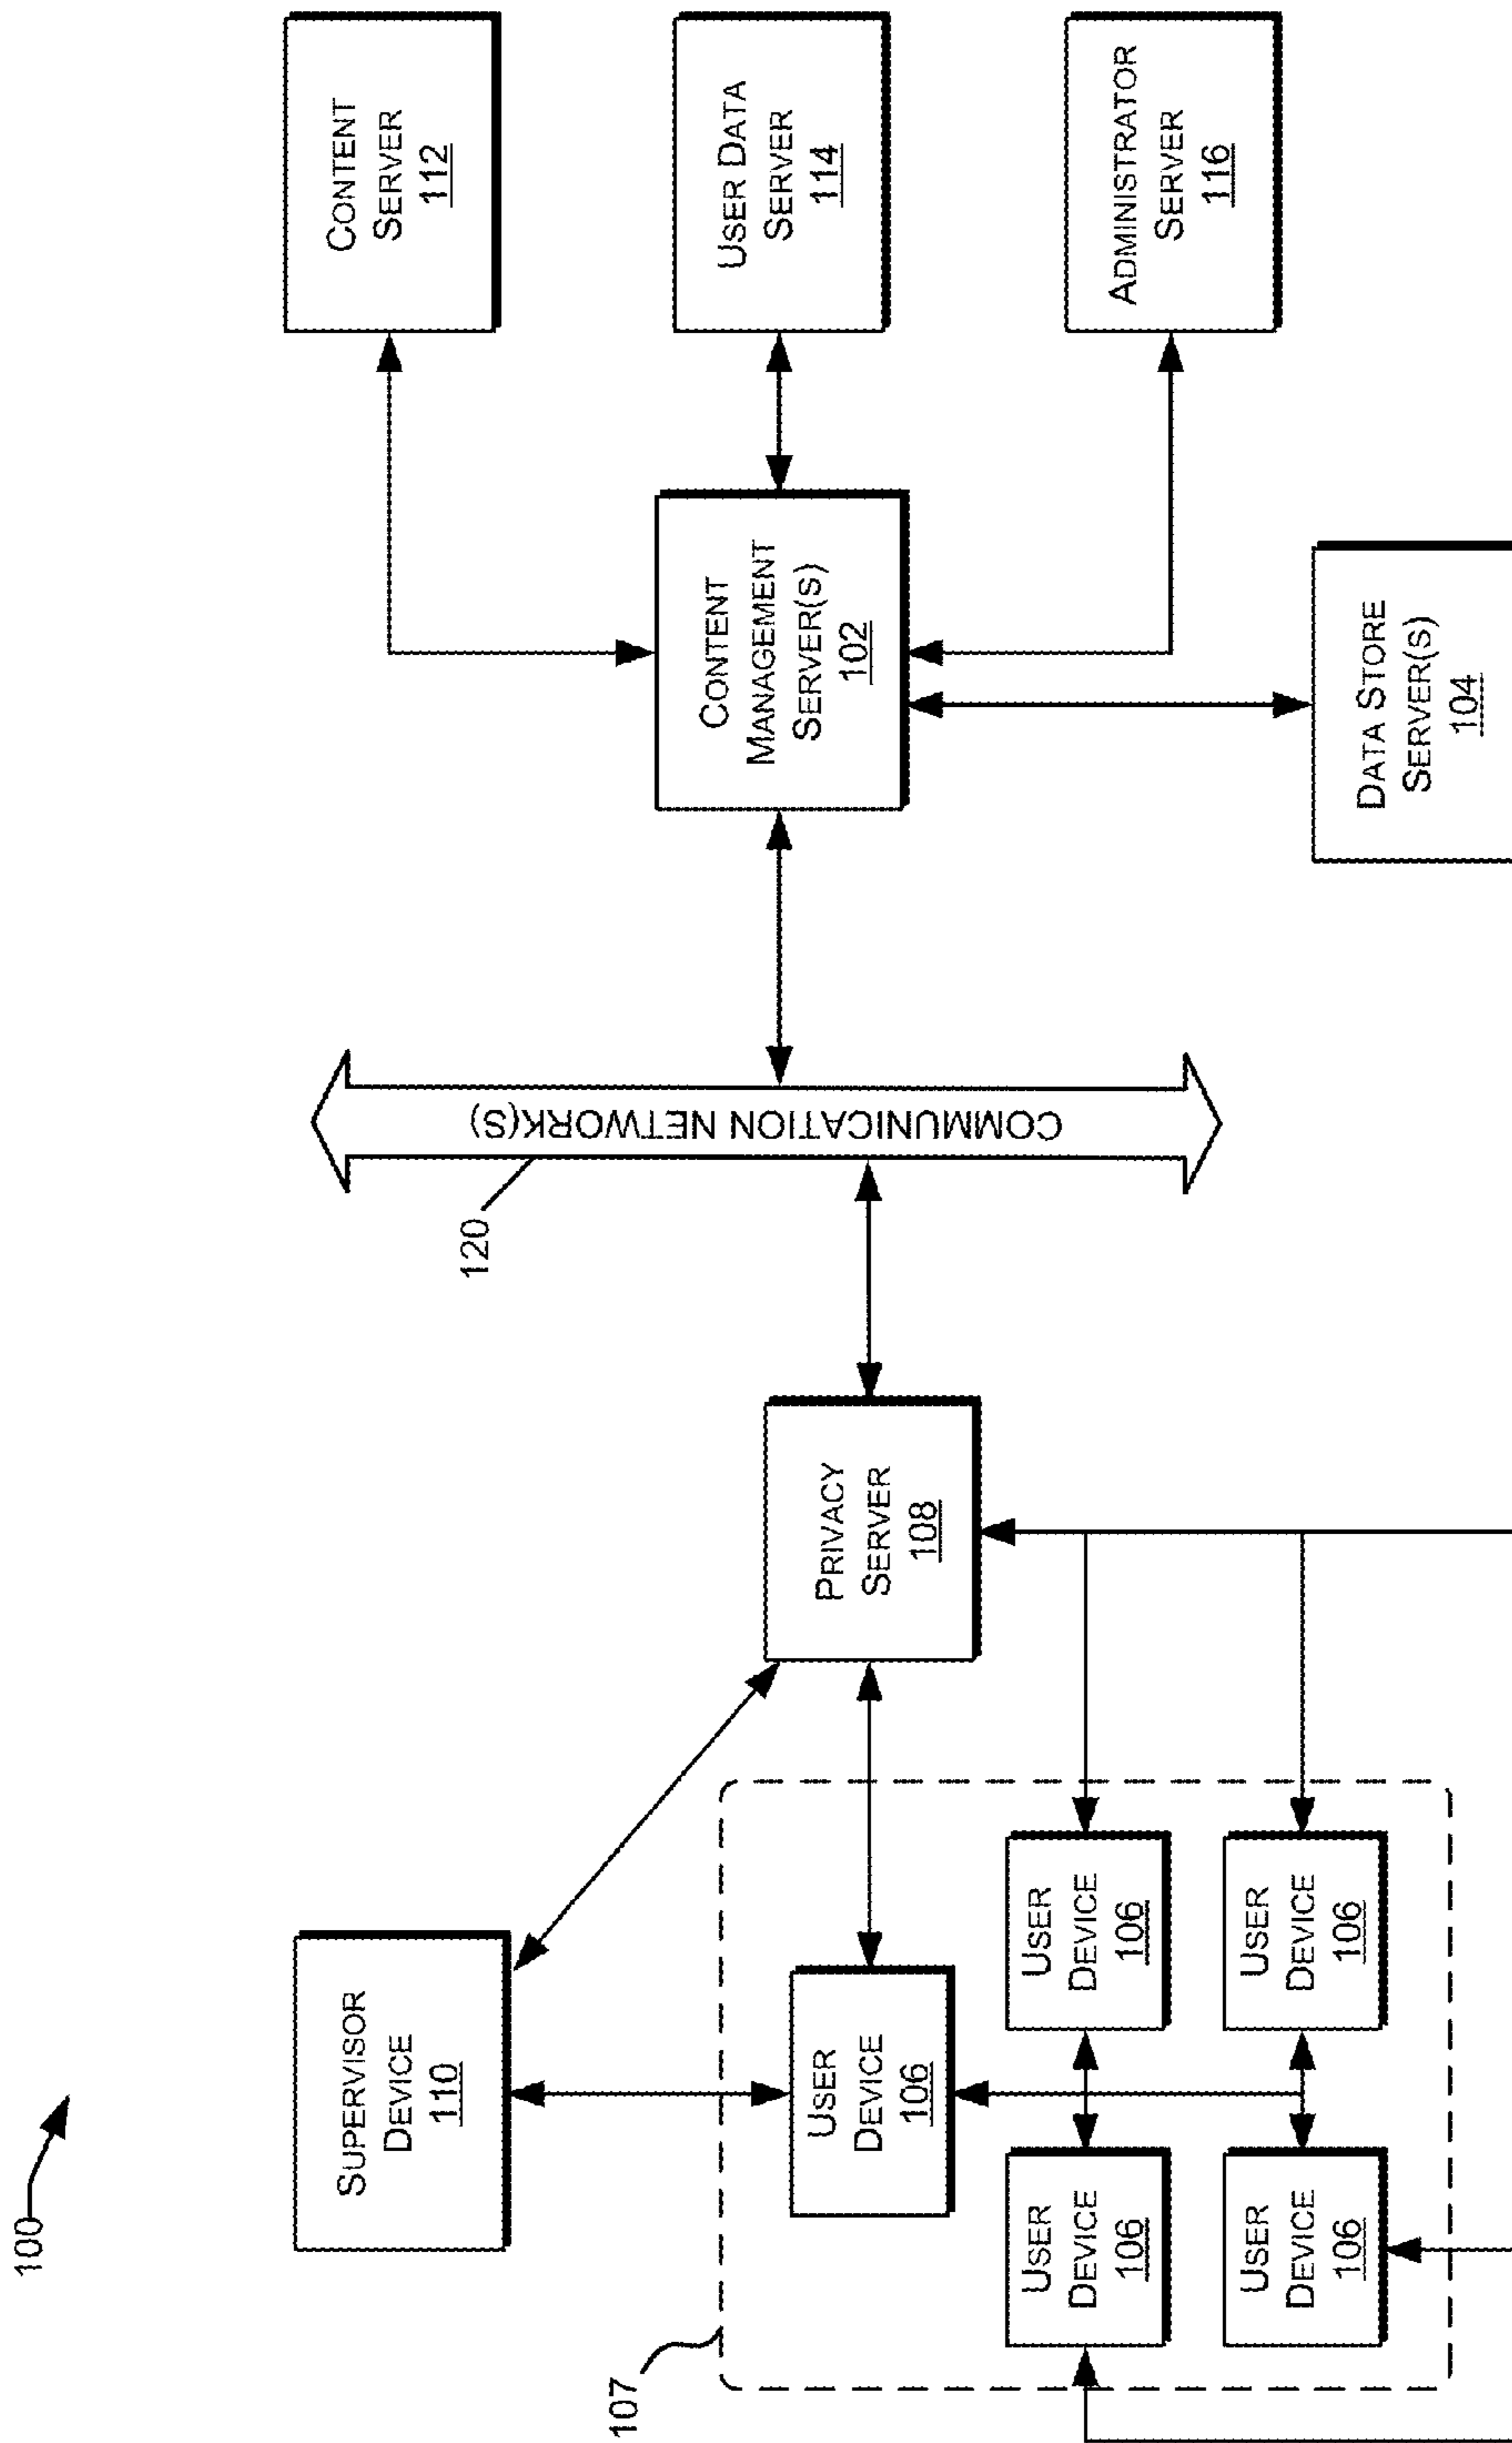 100
SUPERVISOR
DEVICE
110
107
USER
DEVICE
106
USER
DEVICE
106
USER
DEVICE
106
USER
DEVICE
106
USER
DEVICE
106
PRIVACY
SERVER
108
120
COMMUNICATION NETWORK(S)
CONTENT
MANAGEMENT
SERVER(S)
102
DATA STORE
SERVER(S)
104
CONTENT
SERVER
112
USER DATA
SERVER
114
ADMINISTRATOR
SERVER
116